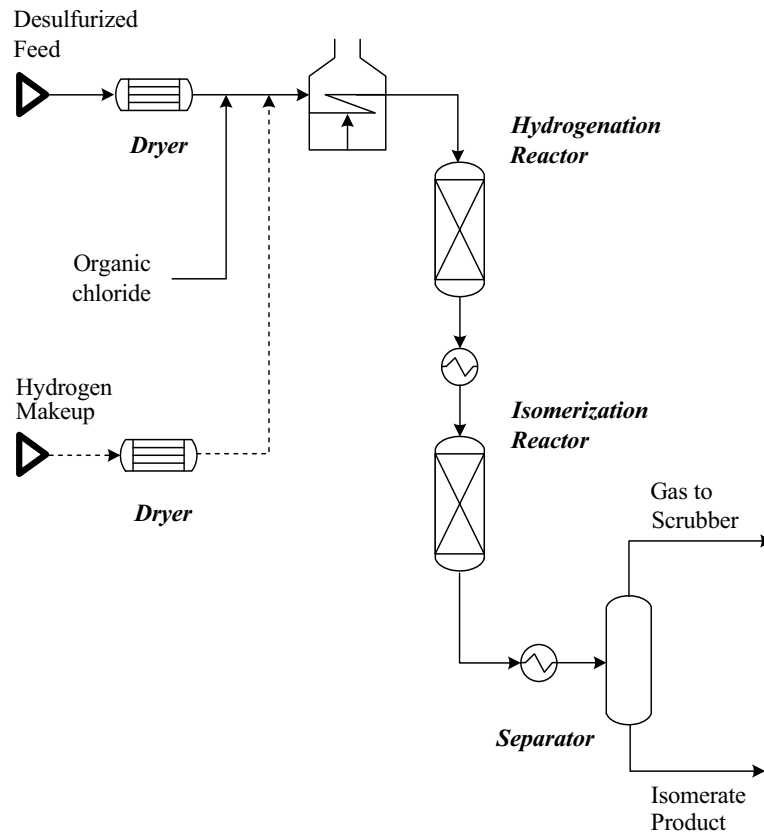 Desulfurized
Feed
Dryer
Hydrogenation
Reactor
Organic
chloride
Hydrogen
Makeup
Isomerization
Reactor
Dryer
Gas to
Scrubber
Separator
Isomerate
Product